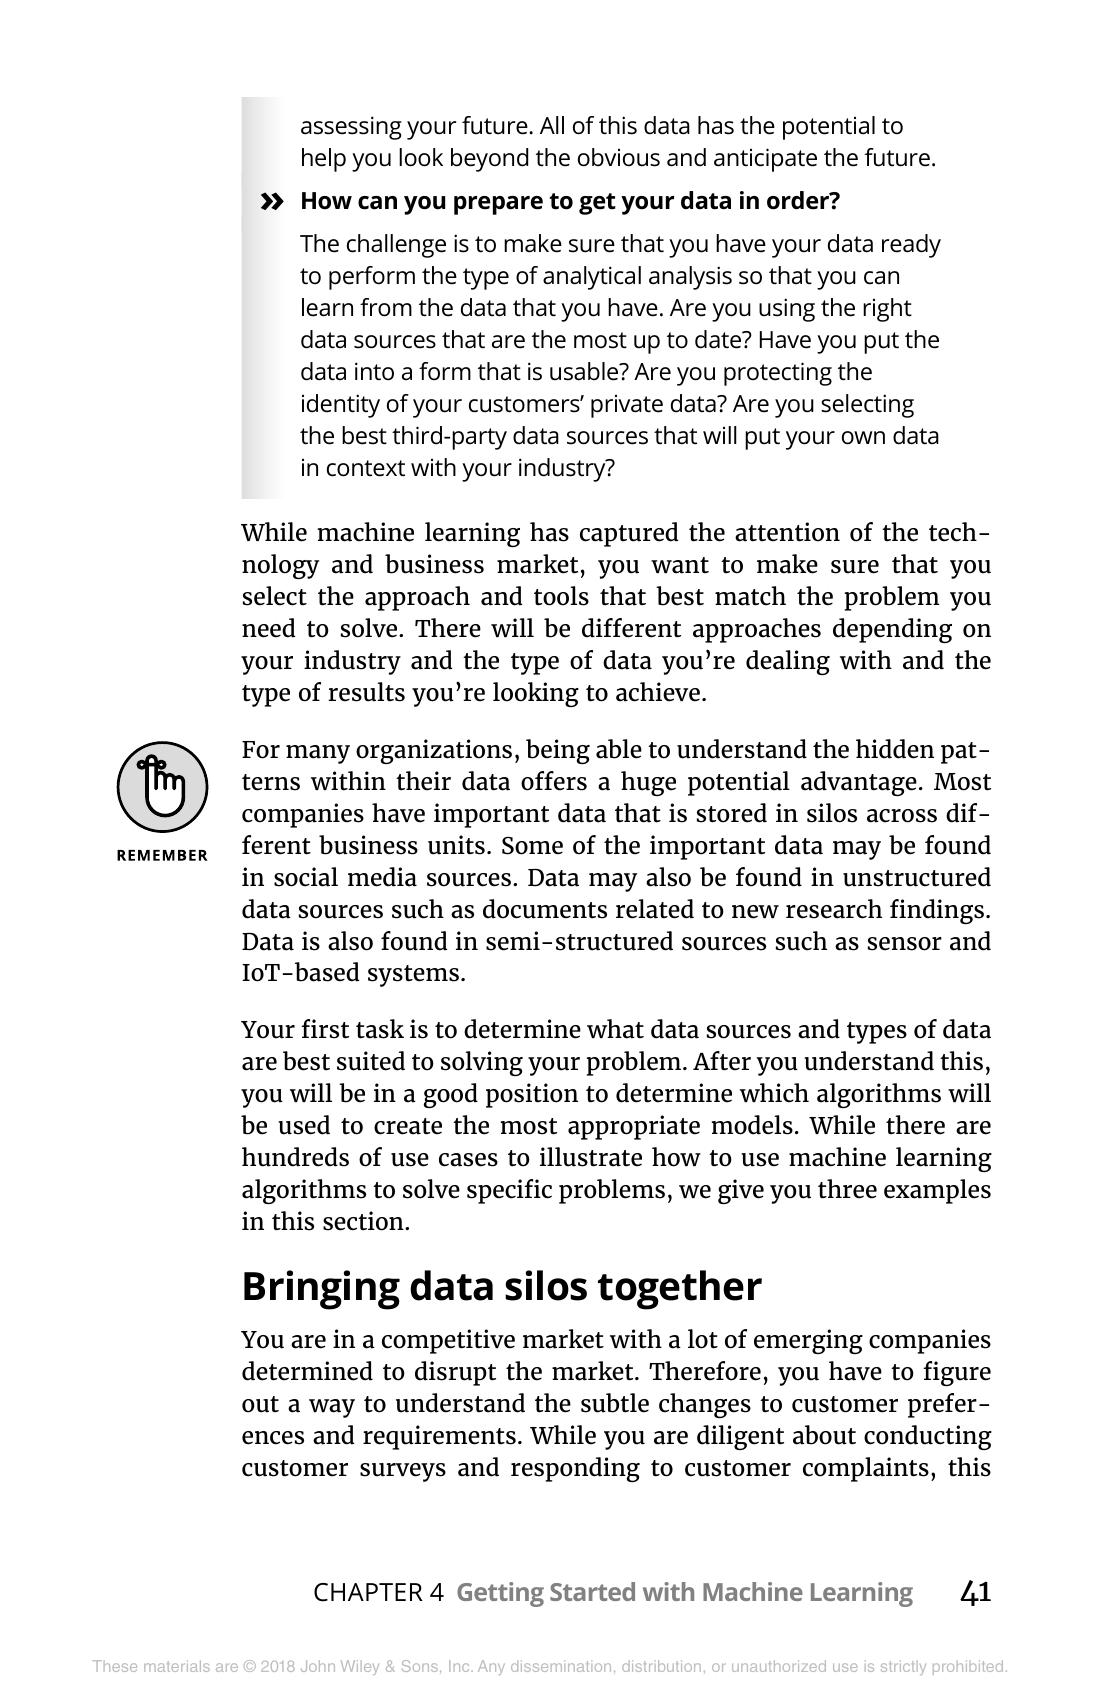 assessing your future. All of this data has the potential to
help you look beyond the obvious and anticipate the future.
» How can you prepare to get your data in order?
The challenge is to make sure that you have your data ready
to perform the type of analytical analysis so that you can
learn from the data that you have. Are you using the right
data sources that are the most up to date? Have you put the
data into a form that is usable? Are you protecting the
identity of your customers’ private data? Are you selecting
the best third-party data sources that will put your own data
in context with your industry?
While machine learning has captured the attention of the tech-
nology and business market, you want to make sure that you
select the approach and tools that best match the problem you
need to solve. There will be different approaches depending on
your industry and the type of data you’re dealing with and the
type of results you’re looking to achieve.
REMEMBER
For many organizations, being able to understand the hidden pat-
terns within their data offers a huge potential advantage. Most
companies have important data that is stored in silos across dif-
ferent business units. Some of the important data may be found
in social media sources. Data may also be found in unstructured
data sources such as documents related to new research findings.
Data is also found in semi-structured sources such as sensor and
IoT-based systems.
Your first task is to determine what data sources and types of data
are best suited to solving your problem. After you understand this,
you will be in a good position to determine which algorithms will
be used to create the most appropriate models. While there are
hundreds of use cases to illustrate how to use machine learning
algorithms to solve specific problems, we give you three examples
in this section.
Bringing data silos together
You are in a competitive market with a lot of emerging companies
determined to disrupt the market. Therefore, you have to figure
out a way to understand the subtle changes to customer prefer-
ences and requirements. While you are diligent about conducting
customer surveys and responding to customer complaints, this
CHAPTER 4 Getting Started with Machine Learning 41
These materials are © 2018 John Wiley & Sons, Inc. Any dissemination, distribution, or unauthorized use is strictly prohibited.